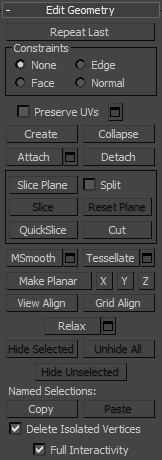 - Edit Geometry
Repeat Last
Constraints
None Edge
Face Normal
Preserve UVs
Create Collapse
Attach Detach
Slice Plane Split
Slice Reset Plane
QuickSlice Cut
MSmooth Tessellate
Make Planar X Y Z
View Align Grid Align
Relax
Hide Selected Unhide All
Hide Unselected
Named Selections:
Copy Paste
Delete Isolated Vertices
Full Interactivity